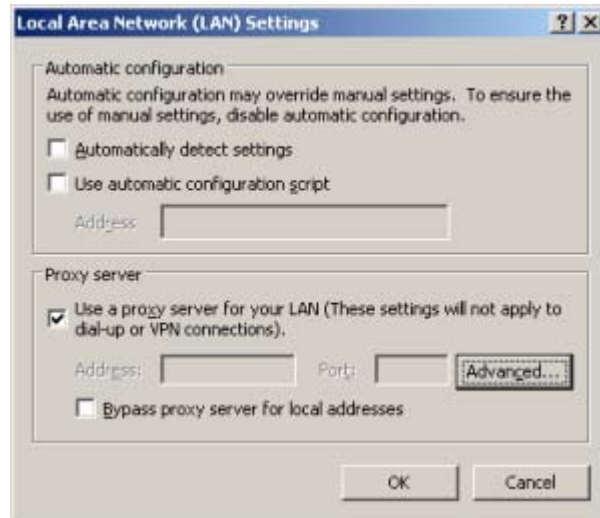 Local Area Network (LAN) Settings
Automatic configuration
Automatic configuration may override manual settings. To ensure the
use of manual settings, disable automatic configuration.
Automatically detect settings
Use automatic configuration script
Address
Proxy server
Use a proxy server for your LAN (These settings will not apply to
dial-up or VPN connections).
Address: Port: Advanced...
Bypass proxy server for local addresses
OK Cancel